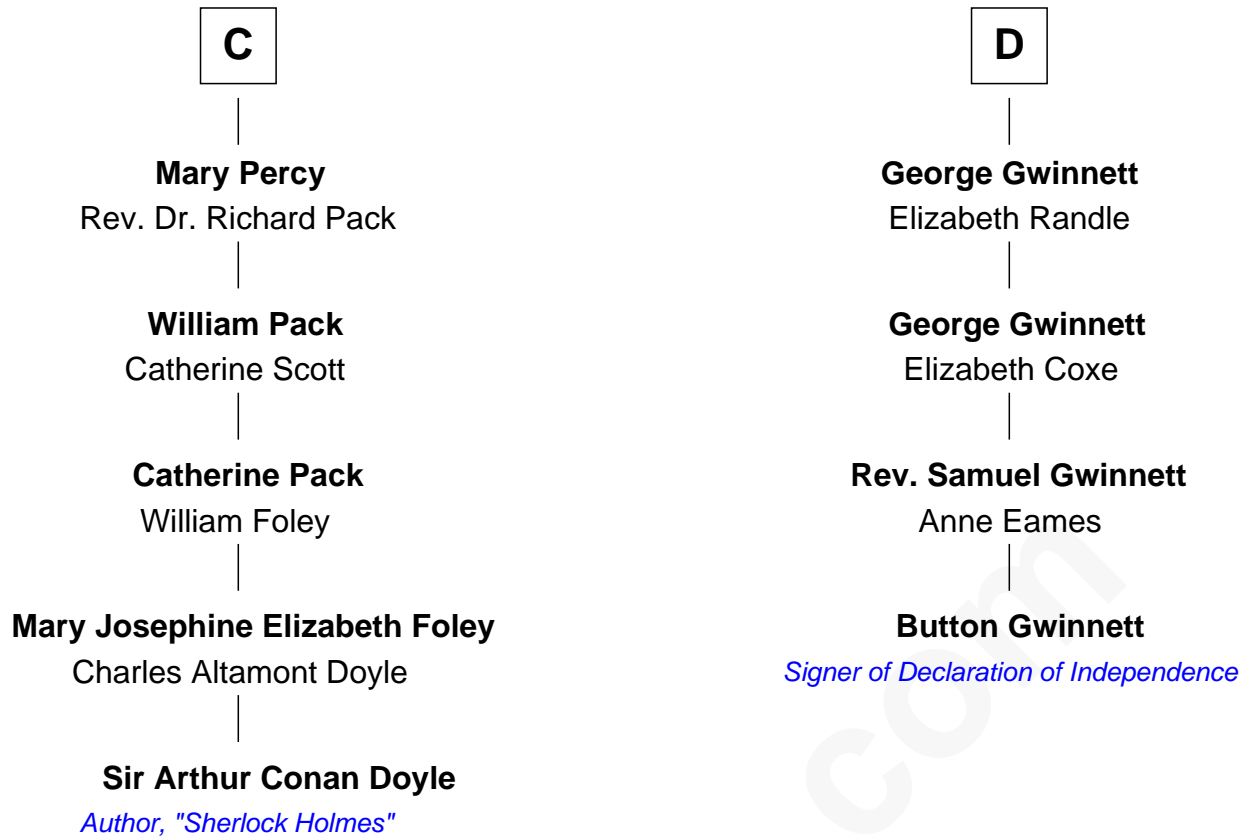 C
Mary Percy
Rev. Dr. Richard Pack
William Pack
Catherine Scott
Catherine Pack
William Foley
Mary Josephine Elizabeth Foley
Charles Altamont Doyle
Sir Arthur Conan Doyle
Author, "Sherlock Holmes"
D
George Gwinnett
Elizabeth Randle
George Gwinnett
Elizabeth Coxe
Rev. Samuel Gwinnett
Anne Eames
Button Gwinnett
Signer of Declaration of Independence
com